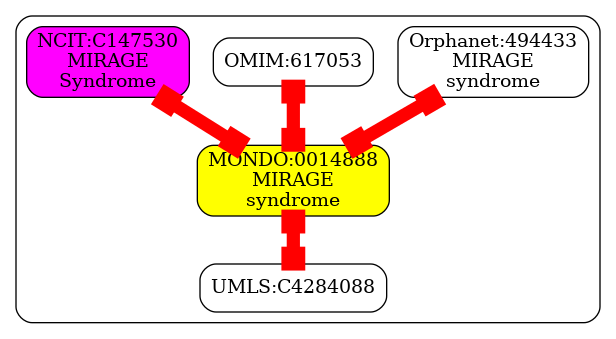 NCIT:C147530
MIRAGE
Syndrome
OMIM:617053
Orphanet:494433
MIRAGE
syndrome
MONDO:0014888
MIRAGE
syndrome
UMLS:C4284088